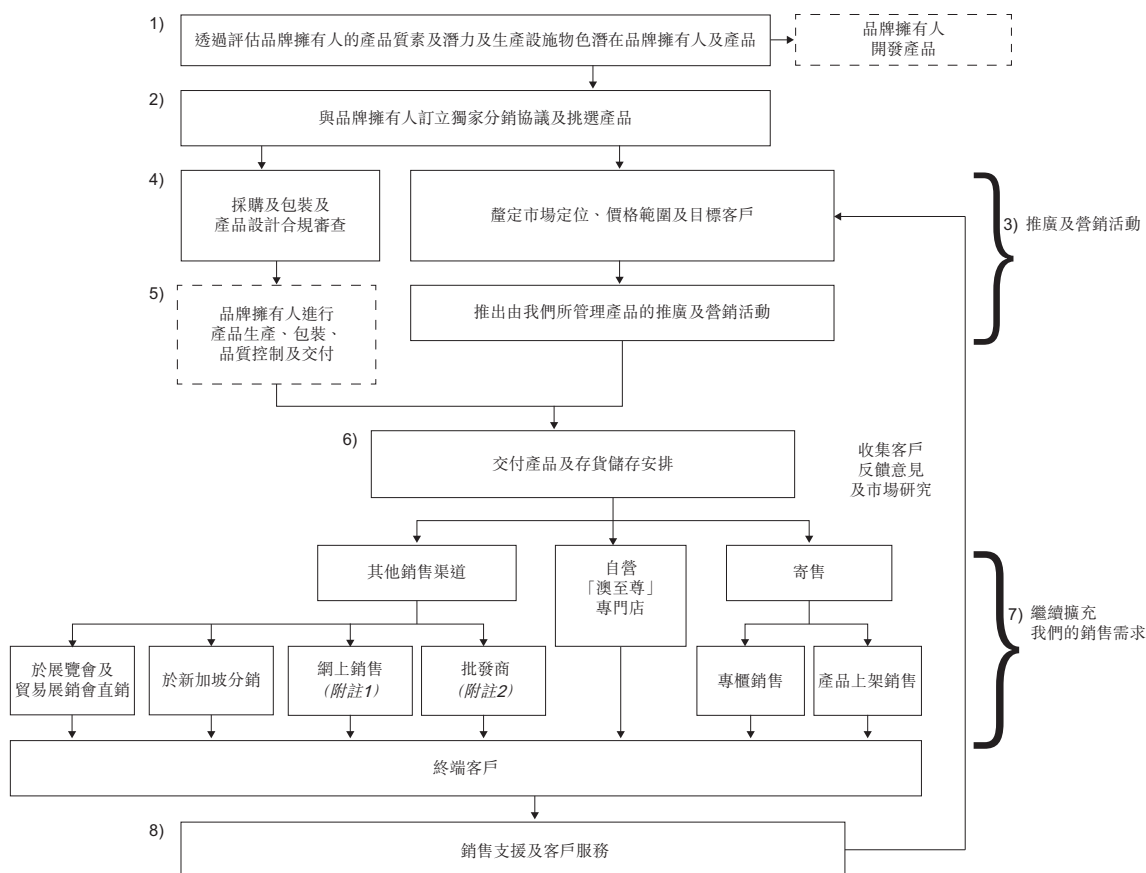 1)
透過評估品牌擁有人的產品質素及潛力及生產設施物色潛在品牌擁有人及產品
品牌擁有人
開發產品
2)
與品牌擁有人訂立獨家分銷協議及挑選產品
4)
採購及包裝及
產品設計合規審查
釐定市場定位、價格範圍及目標客戶
3) 推廣及營銷活動
5)
品牌擁有人進行
產品生產、包裝、
品質控制及交付
推出由我們所管理產品的推廣及營銷活動
6)
交付產品及存貨儲存安排
收集客戶
反饋意見
及市場研究
其他銷售渠道
自營
「澳至尊」
專門店
寄售
7) 繼續擴充
我們的銷售需求
於展覽會及
貿易展銷會直銷
於新加坡分銷
網上銷售
(附註1)
批發商
(附註2)
專櫃銷售
產品上架銷售
終端客戶
8)
銷售支援及客戶服務